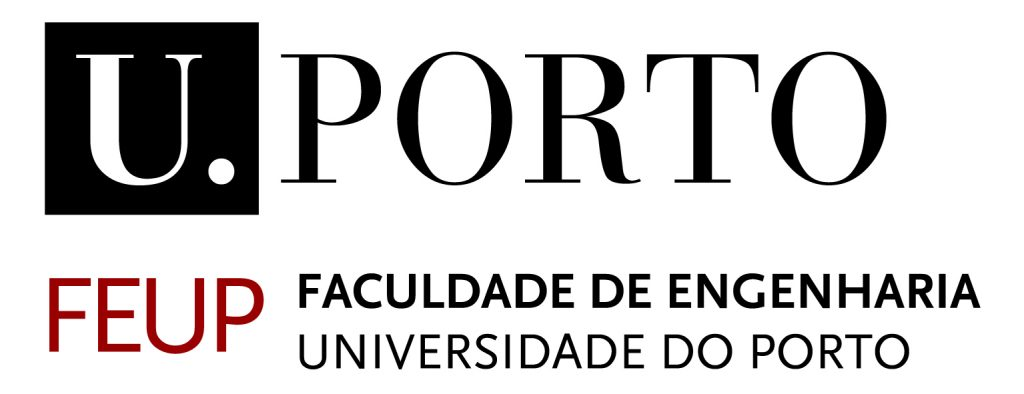 U. PORTO
FEUP FACULDADE DE ENGENHARIA
UNIVERSIDADE DO PORTO